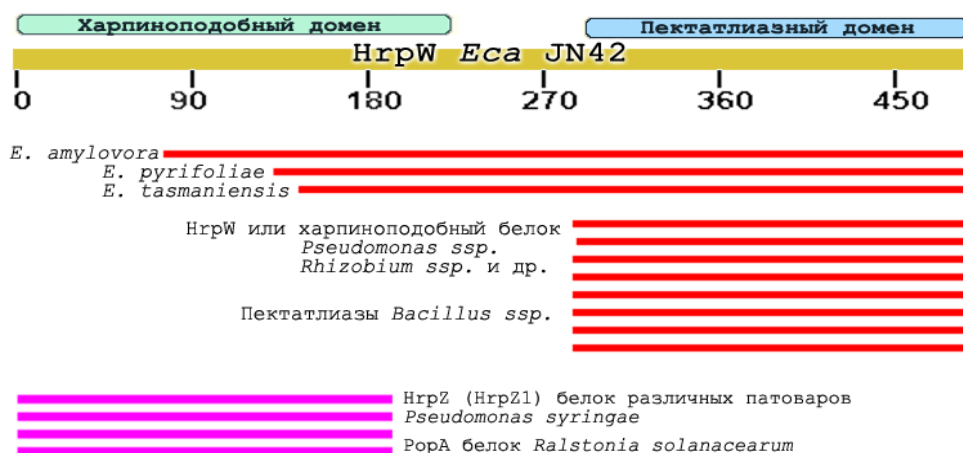 Харпиноподобный домен
Пектатлиазный домен
HrpW Eca JN42
0 90 180 270 360 450
E. amylovora
E. pyrifoliae
E. tasmaniensis
HrpW или харпиноподобный белок
Pseudomonas ssp.
Rhizobium ssp. и др.
Пектатлиазы Bacillus ssp.
HrpZ (HrpZ1) белок различных патоваров
Pseudomonas syringae
PopA белок Ralstonia solanacearum